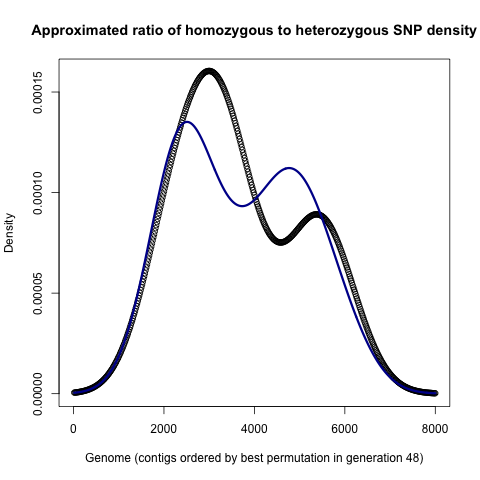 Approximated ratio of homozygous to heterozygous SNP density
0.00015
0.00010
0.00005
0.00000
Density
0 2000 4000 6000 8000
Genome (contigs ordered by best permutation in generation 48)